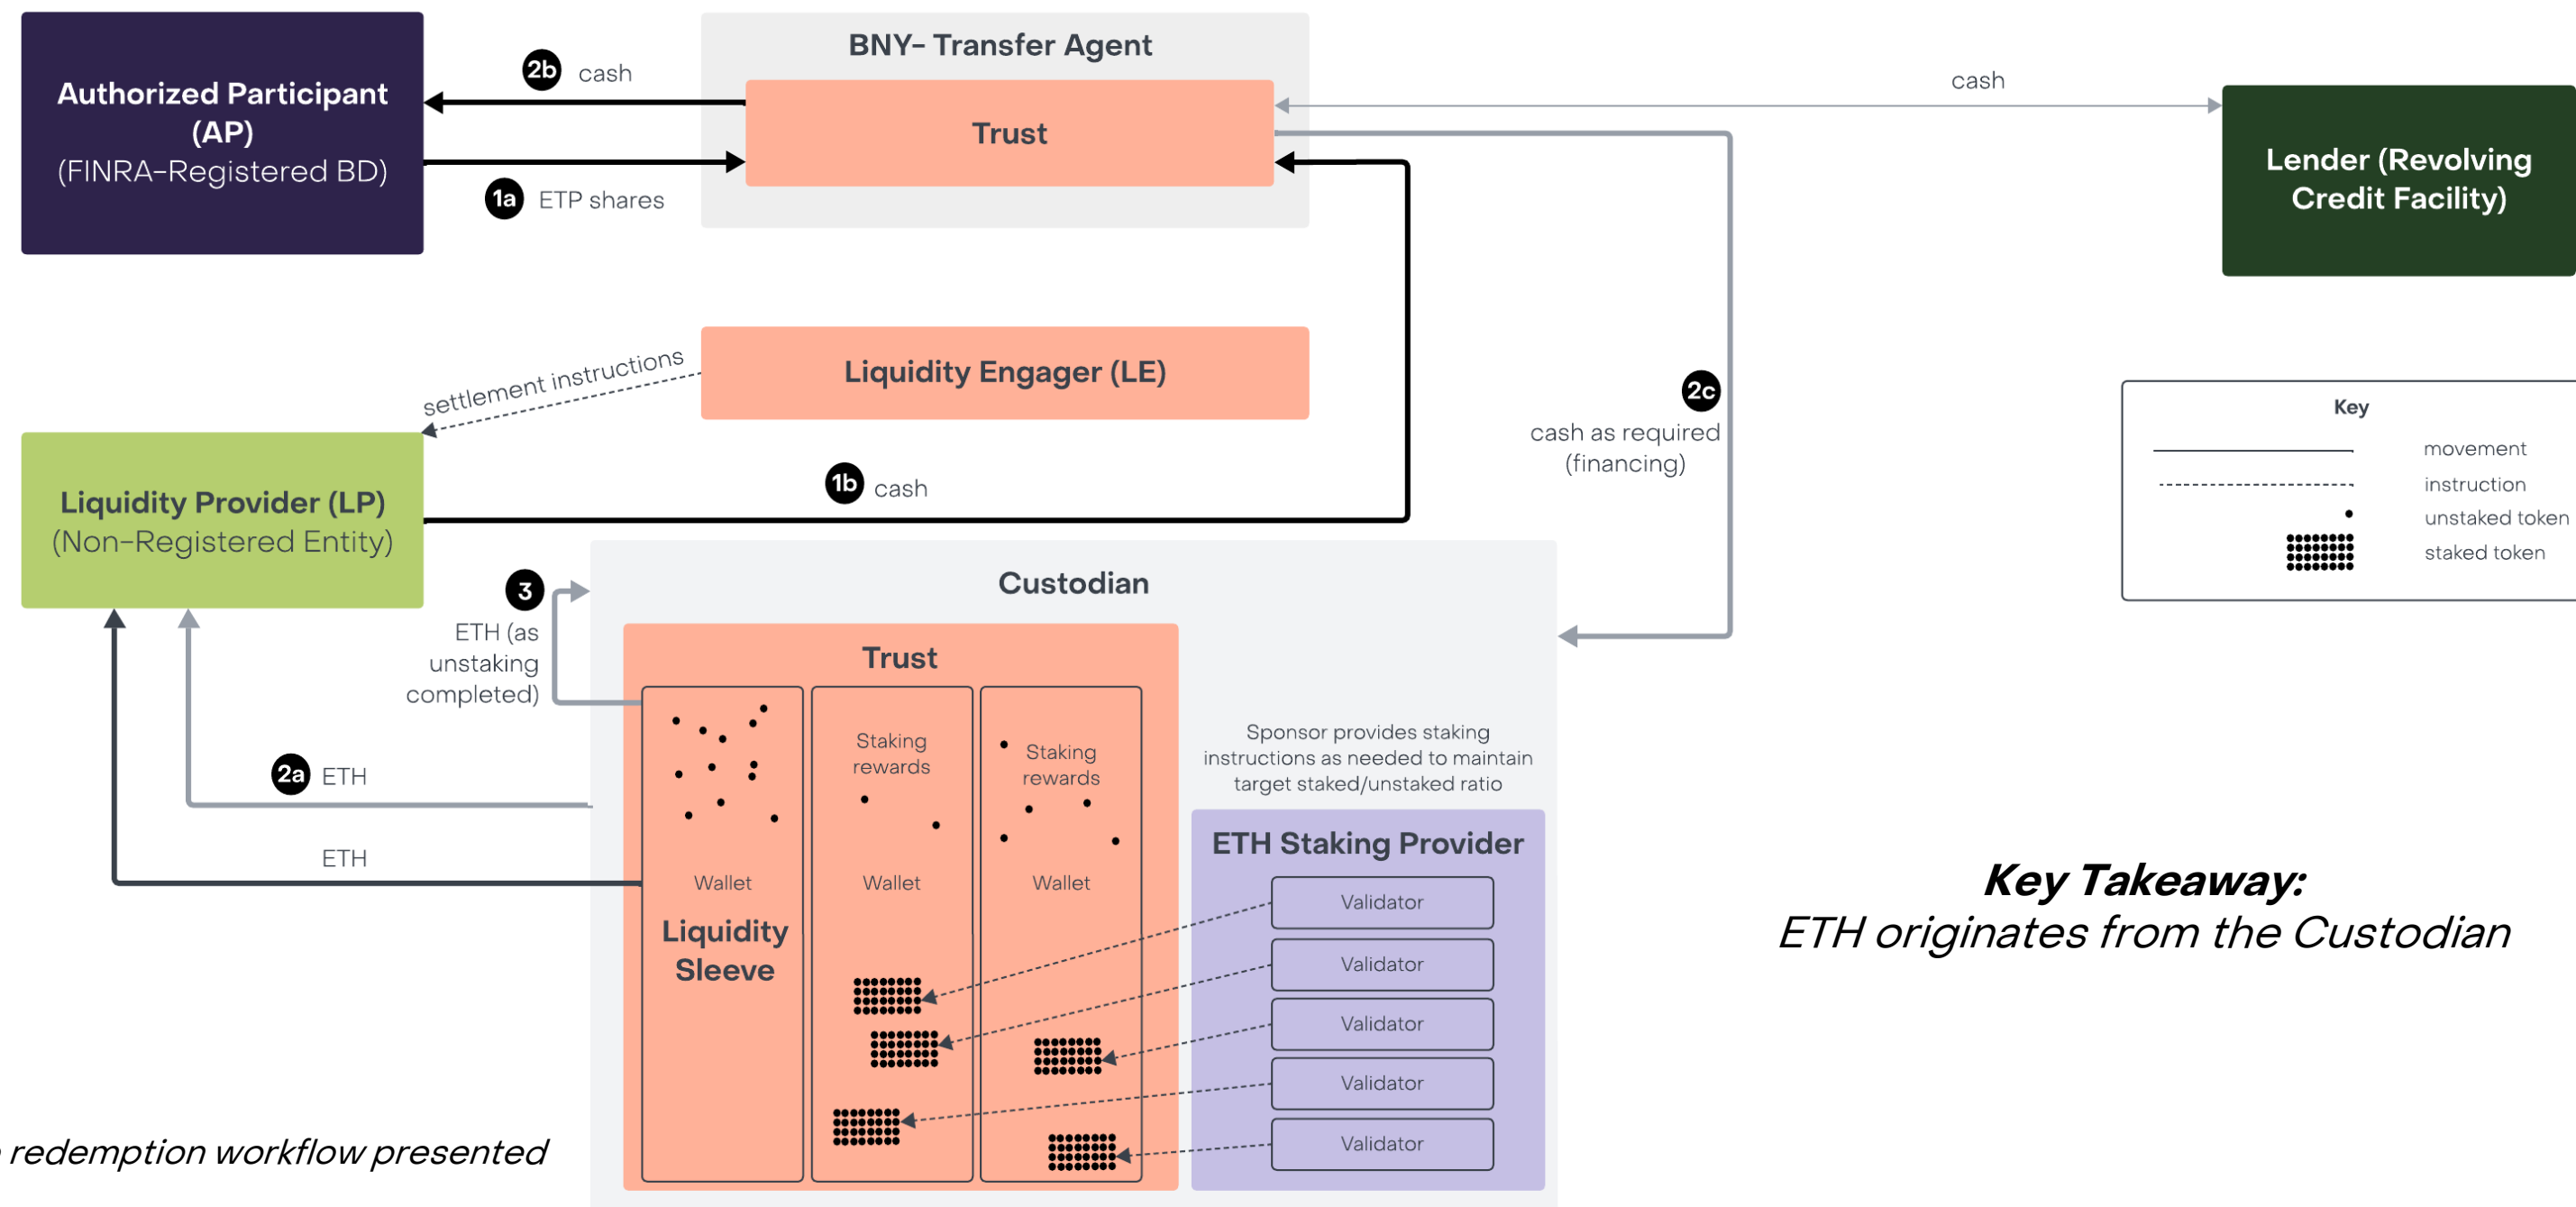 Authorized Participant
(AP)
(FINRA-Registered BD)
2b cash
1a ETP shares
BNY- Transfer Agent
Trust
cash
Lender (Revolving
Credit Facility)
Liquidity Engager (LE)
settlement instructions
Liquidity Provider (LP)
(Non-Registered Entity)
1b cash
2c
cash as required
(financing)
Key
movement
instruction
unstaked token
staked token
3
ETH (as
unstaking
completed)
2a ETH
ETH
Custodian
Trust
Staking
rewards
Staking
rewards
Wallet
Wallet
Wallet
Liquidity
Sleeve
Sponsor provides staking
instructions as needed to maintain
target staked/unstaked ratio
ETH Staking Provider
Validator
Validator
Validator
Validator
Validator
Key Takeaway:
ETH originates from the Custodian
redemption workflow presented